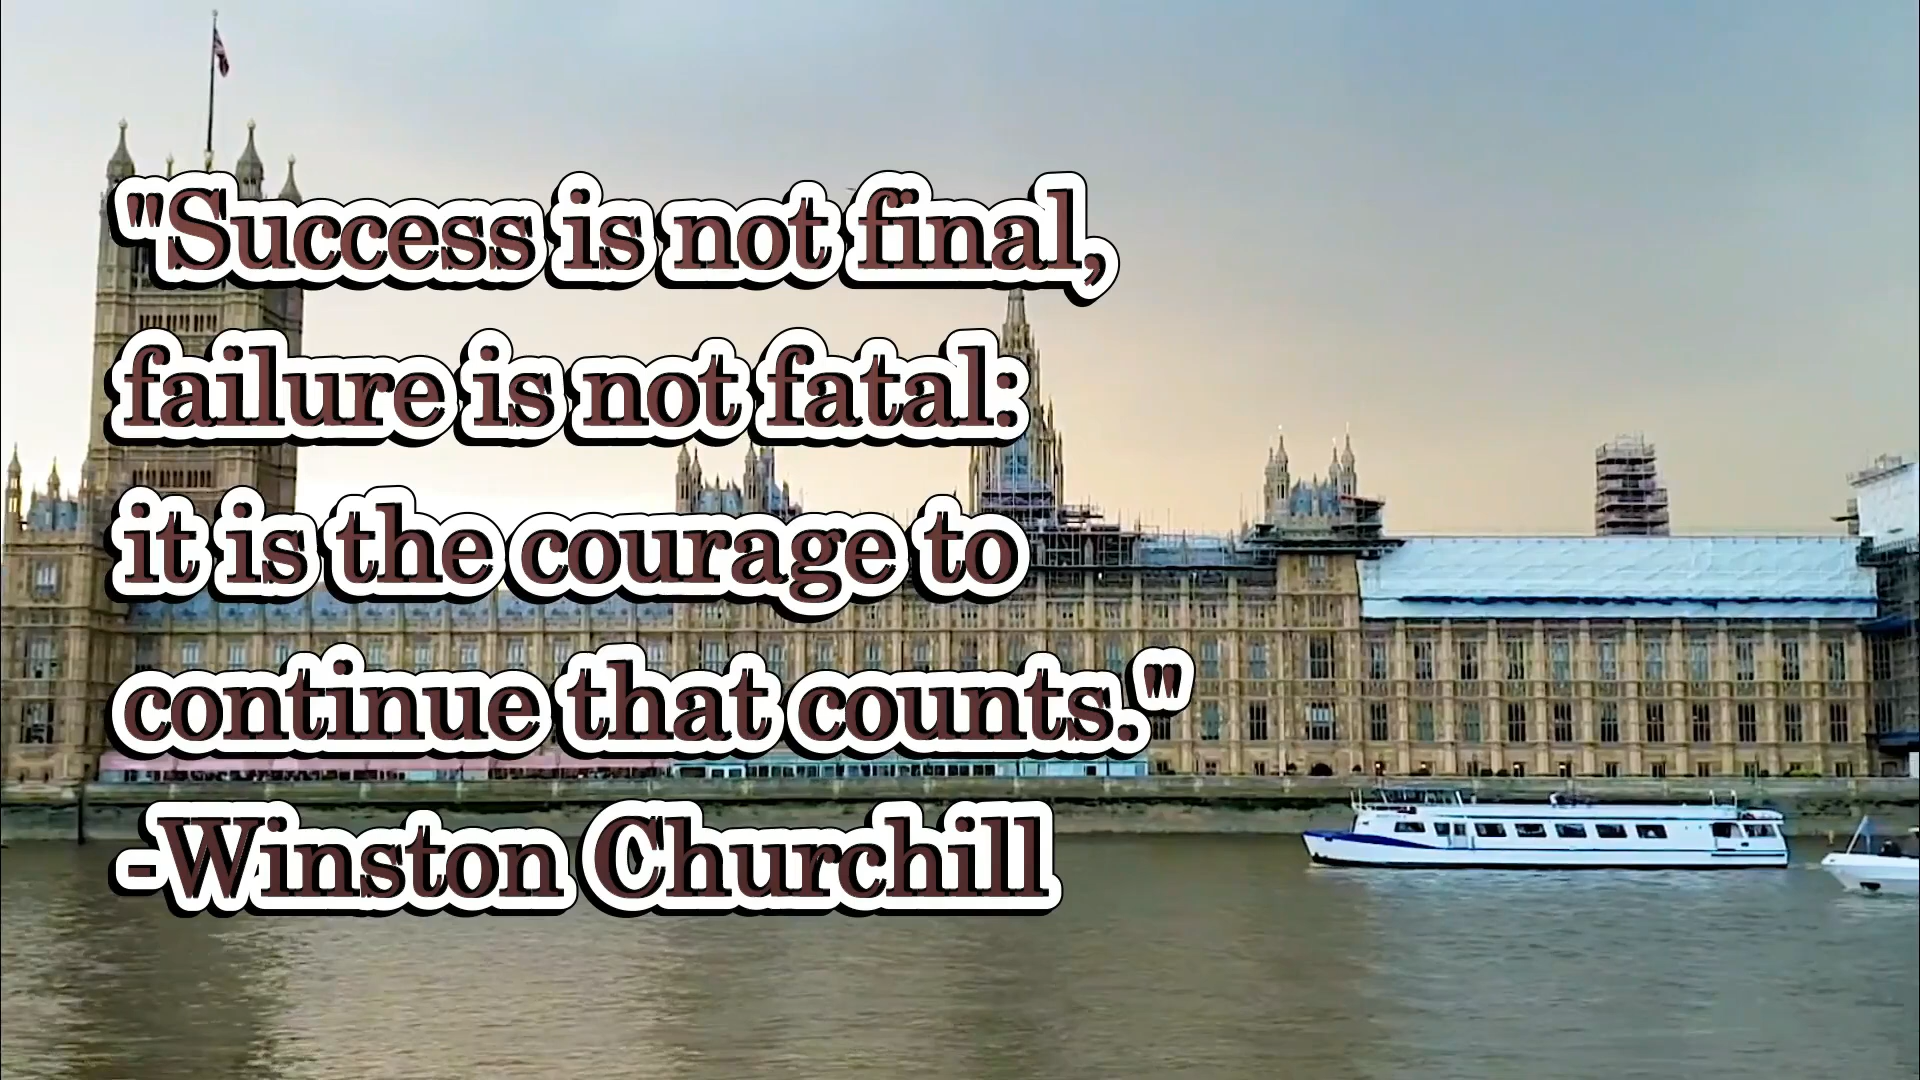 "Success is not final,
failure is not fatal:
it is the courage to
continue that counts."
-Winston Churchill